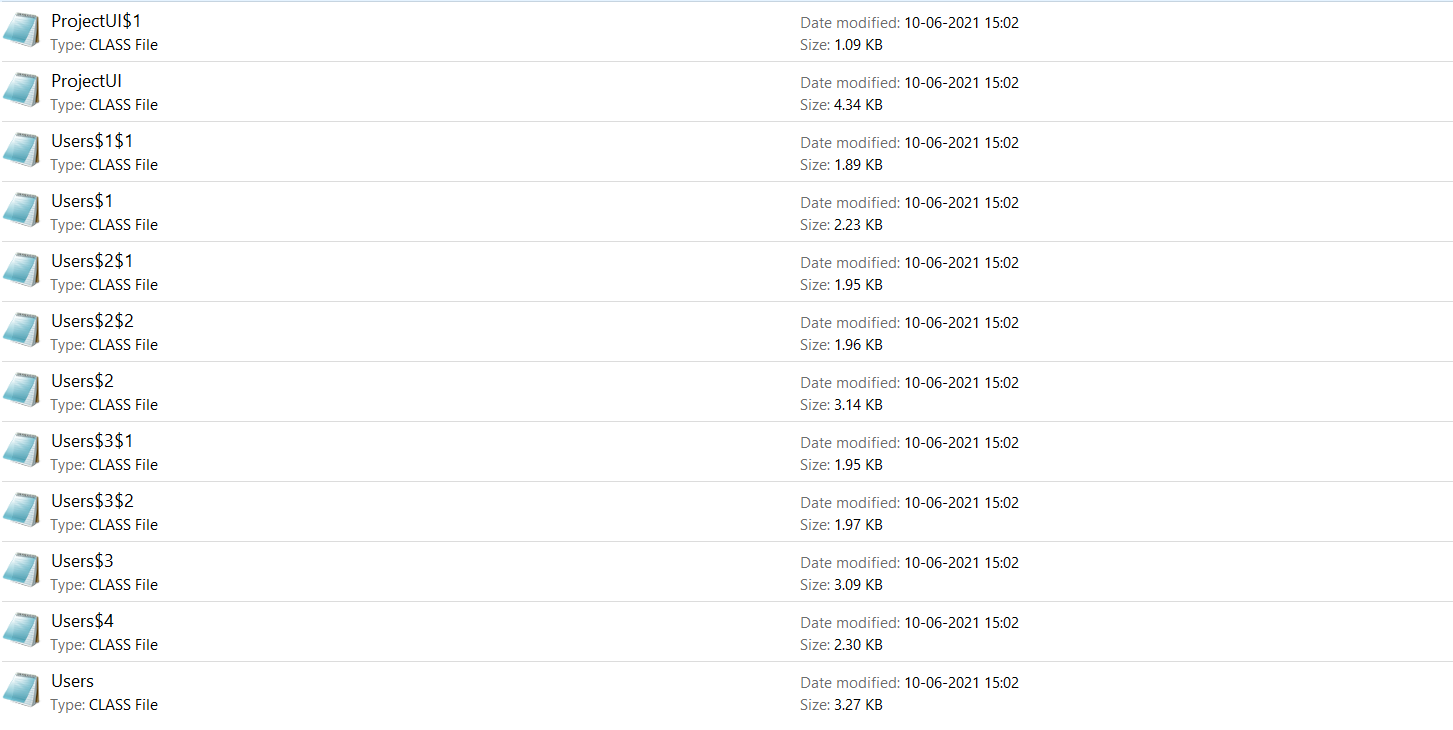 ProjectUI$1
Date modified: 10-06-2021 15:02
Type: CLASS File
Size: 1.09 KB
ProjectUI
Date modified: 10-06-2021 15:02
Type: CLASS File
Size: 4.34 KB
Users$1$1
Date modified: 10-06-2021 15:02
Type: CLASS File
Size: 1.89 KB
Users$1
Date modified: 10-06-2021 15:02
Type: CLASS File
Size: 2.23 KB
Users$2$1
Date modified: 10-06-2021 15:02
Type: CLASS File
Size: 1.95 KB
Users$2$2
Date modified: 10-06-2021 15:02
Type: CLASS File
Size: 1.96 KB
Users$2
Date modified: 10-06-2021 15:02
Type: CLASS File
Size: 3.14 KB
Users$3$1
Date modified: 10-06-2021 15:02
Type: CLASS File
Size: 1.95 KB
Users$3$2
Date modified: 10-06-2021 15:02
Type: CLASS File
Size: 1.97 KB
Users$3
Date modified: 10-06-2021 15:02
Type: CLASS File
Size: 3.09 KB
Users$4
Date modified: 10-06-2021 15:02
Type: CLASS File
Size: 2.30 KB
Users
Date modified: 10-06-2021 15:02
Type: CLASS File
Size: 3.27 KB